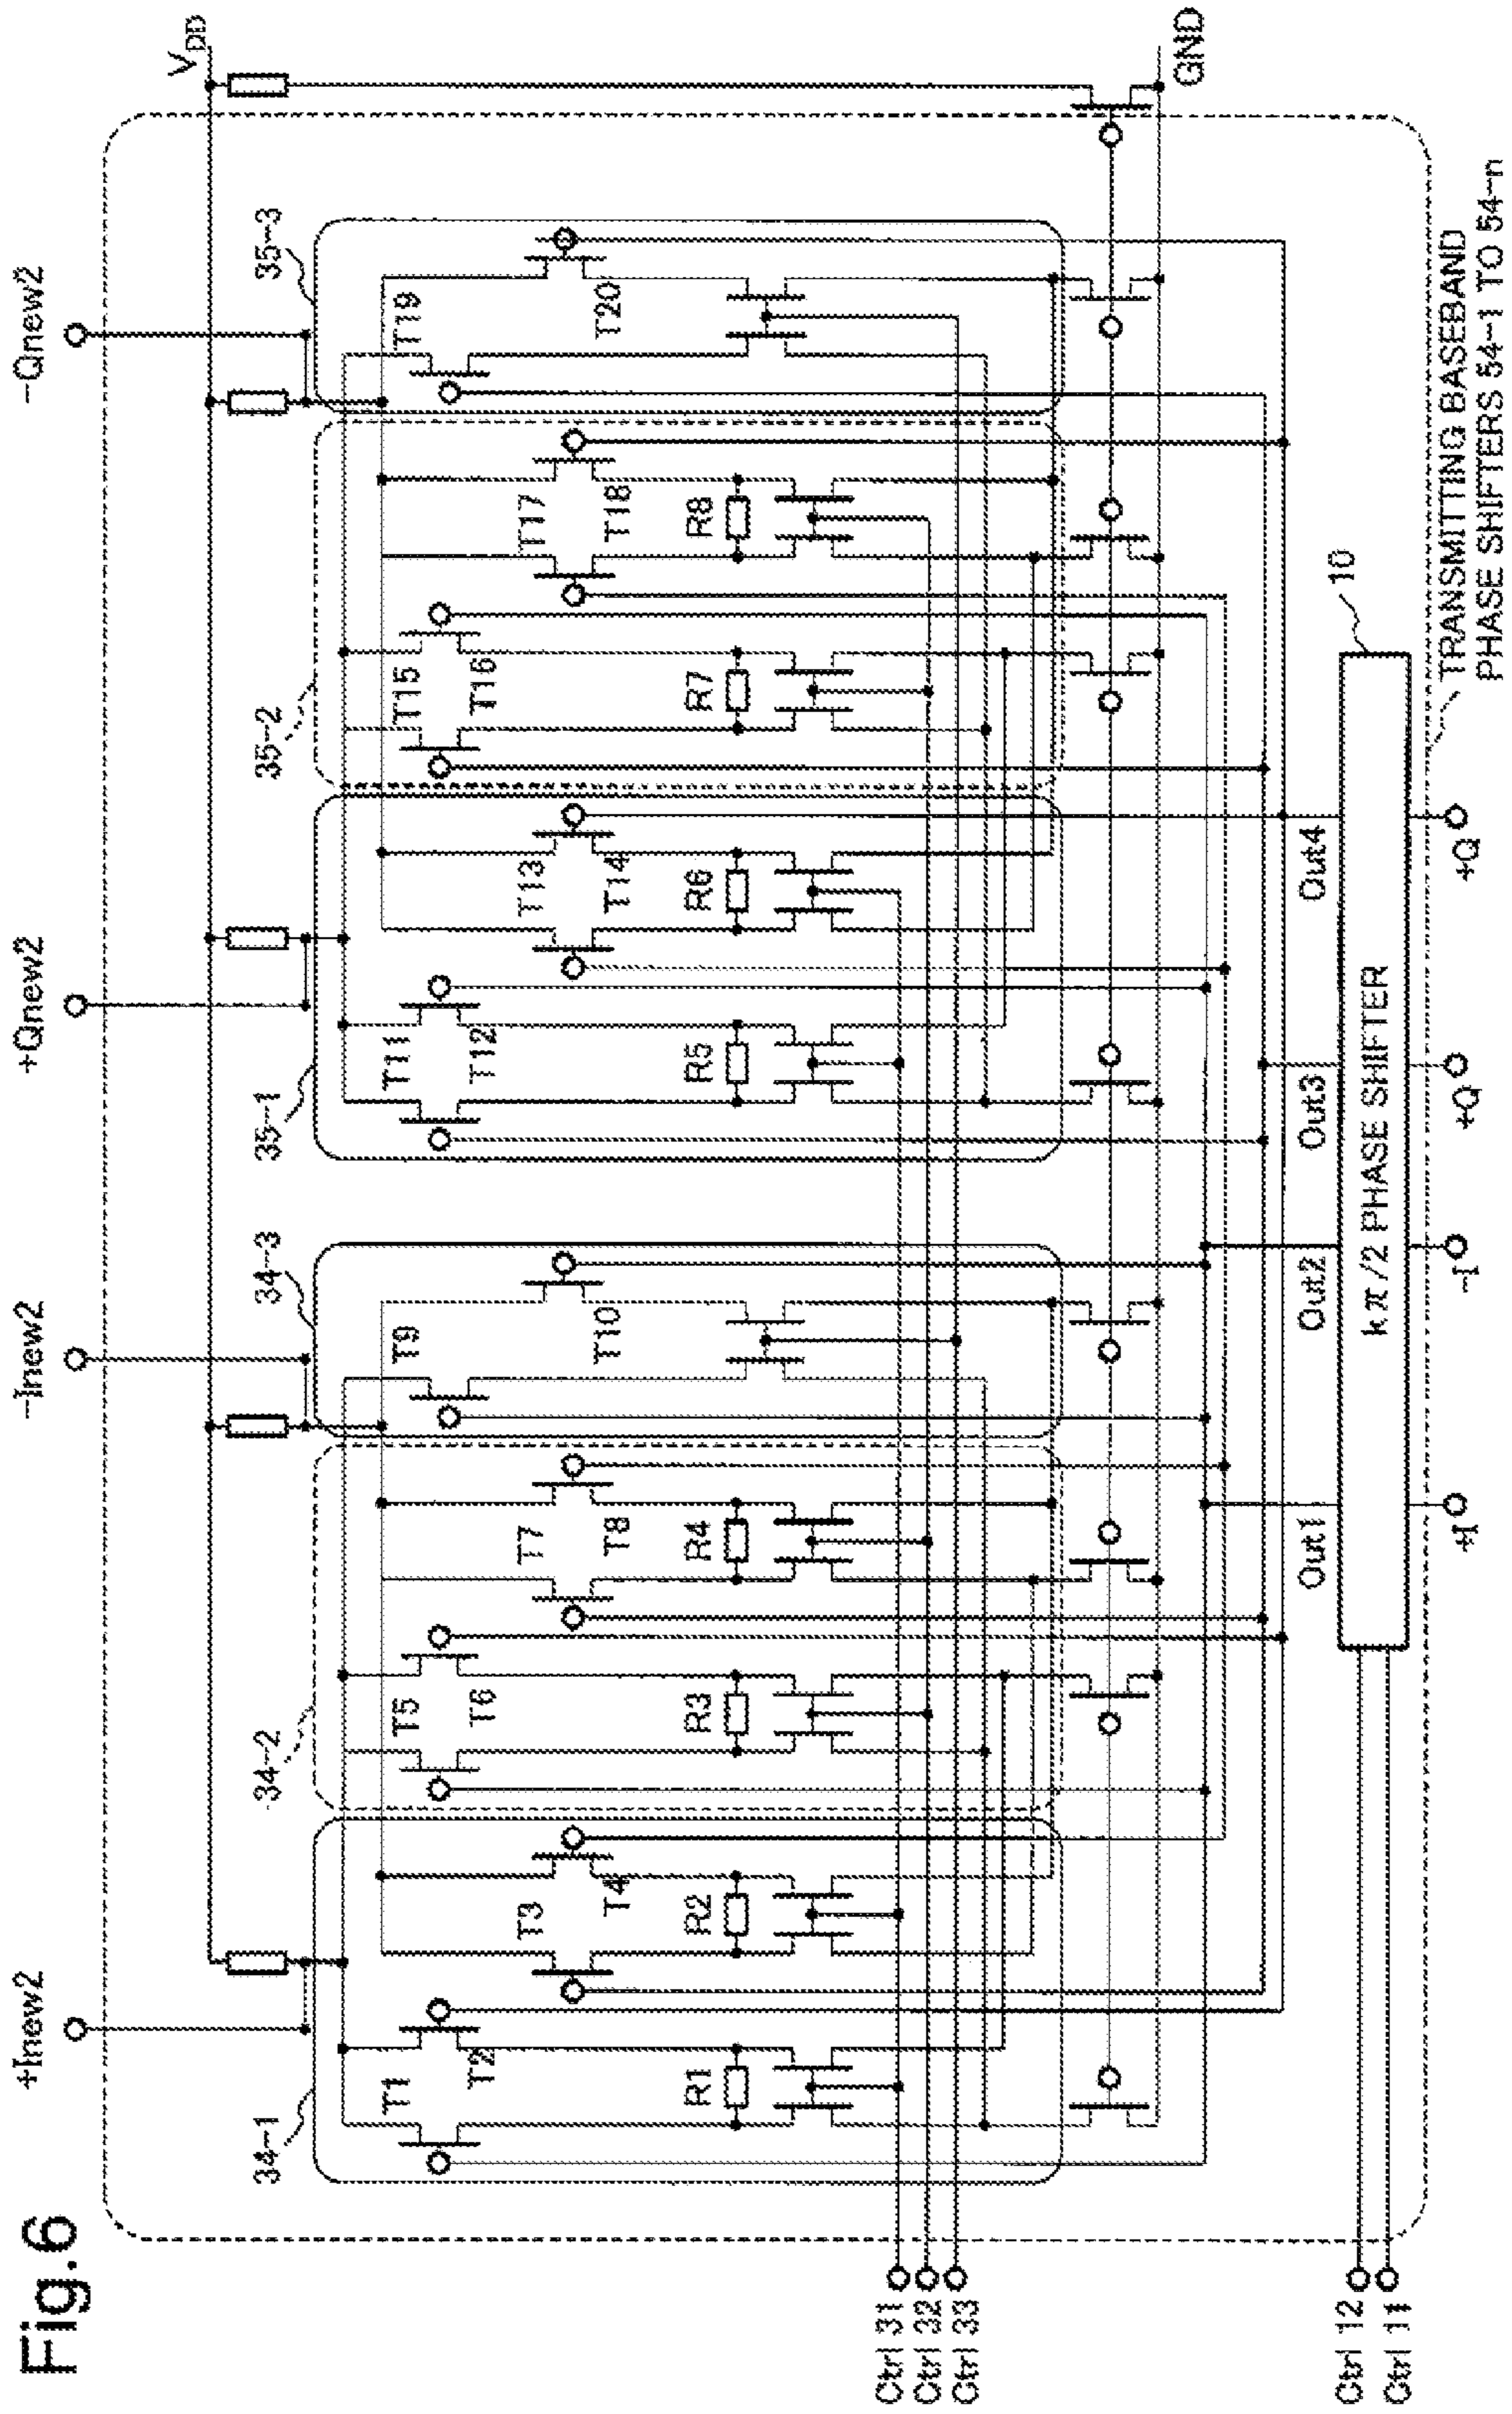 Fig.6
+Inew2
-Inew2
+Qnew2
-Qnew2
VDD
34-1
34-2
34-3
35-1
35-2
35-3
T1
T2
T3
T4
T5
T6
T7
T8
T9
T10
T11
T12
T13
T14
T15
T16
T17
T18
T19
T20
R1
R2
R3
R4
R5
R6
R7
R8
Ctrl 31
Ctrl 32
Ctrl 33
GND
Out1
Out2
Out3
Out4
10
kπ/2 PHASE SHIFTER
Ctrl 12
Ctrl 11
+I
-I
+Q
+Q
TRANSMITTING BASEBAND
PHASE SHIFTERS 54-1 TO 54-n